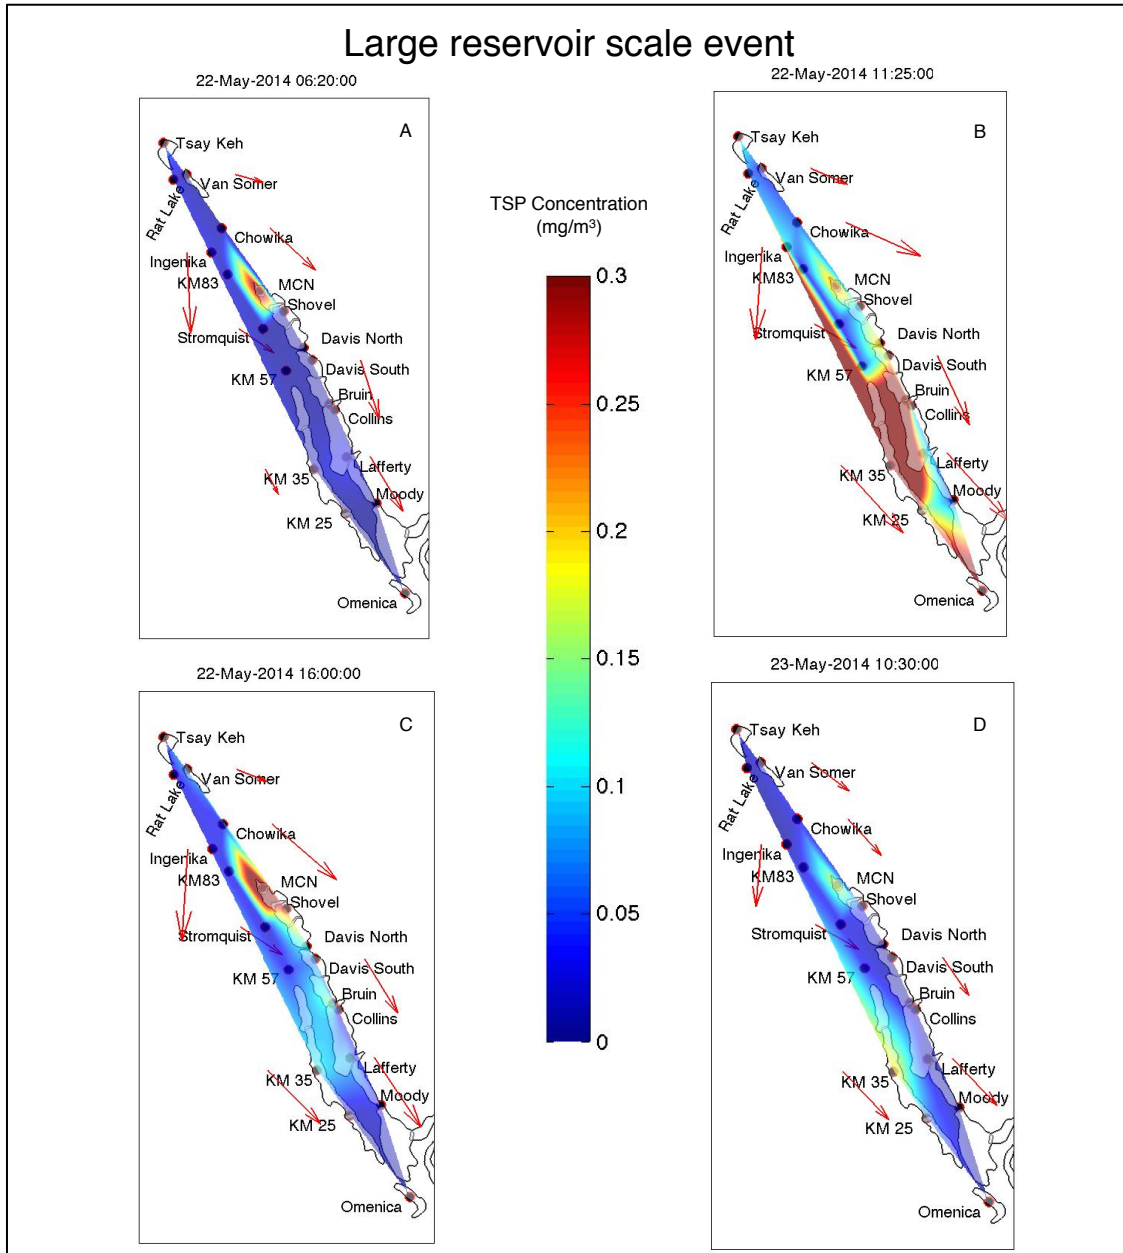 Large reservoir scale event
22-May-2014 06:20:00
A
Tsay Keh
Van Somer
Rat Lake
Chowika
Ingenika
KM83
MCN
Shovel
Stromquist
Davis North
Davis South
KM 57
Bruin
Collins
Lafferty
KM 35
Moody
KM 25
Omenica
22-May-2014 11:25:00
B
Tsay Keh
Van Somer
Rat Lake
Chowika
Ingenika
KM83
MCN
Shovel
Stromquist
Davis North
Davis South
KM 57
Bruin
Collins
Lafferty
KM 35
Moody
KM 25
Omenica
TSP Concentration
(mg/m³)
0.3
0.25
0.2
0.15
0.1
0.05
0
22-May-2014 16:00:00
C
Tsay Keh
Van Somer
Rat Lake
Chowika
Ingenika
KM83
MCN
Shovel
Stromquist
Davis North
Davis South
KM 57
Bruin
Collins
Lafferty
KM 35
Moody
KM 25
Omenica
23-May-2014 10:30:00
D
Tsay Keh
Van Somer
Rat Lake
Chowika
Ingenika
KM83
MCN
Shovel
Stromquist
Davis North
Davis South
KM 57
Bruin
Collins
Lafferty
KM 35
Moody
KM 25
Omenica